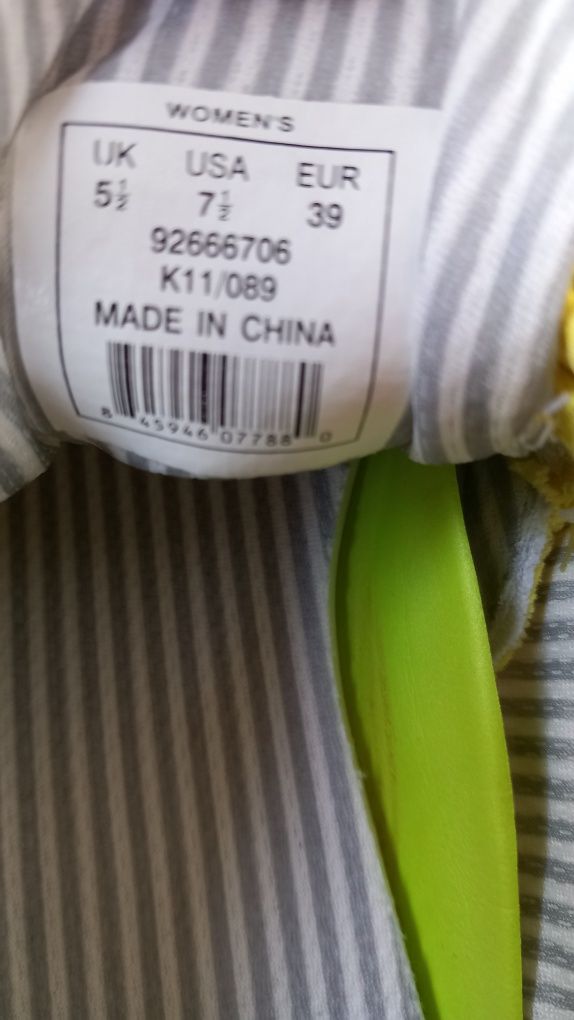 WOMEN'S
UK USA EUR
5½ 7½ 39
92666706
K11/089
MADE IN CHINA
8 45946 07788 0